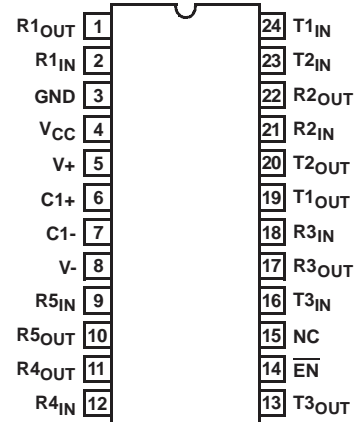 R1OUT 1 24 T1IN
R1IN 2 23 T2IN
GND 3 22 R2OUT
VCC 4 21 R2IN
V+ 5 20 T2OUT
C1+ 6 19 T1OUT
C1- 7 18 R3IN
V- 8 17 R3OUT
R5IN 9 16 T3IN
R5OUT 10 15 NC
R4OUT 11 14 E̅N̅
R4IN 12 13 T3OUT